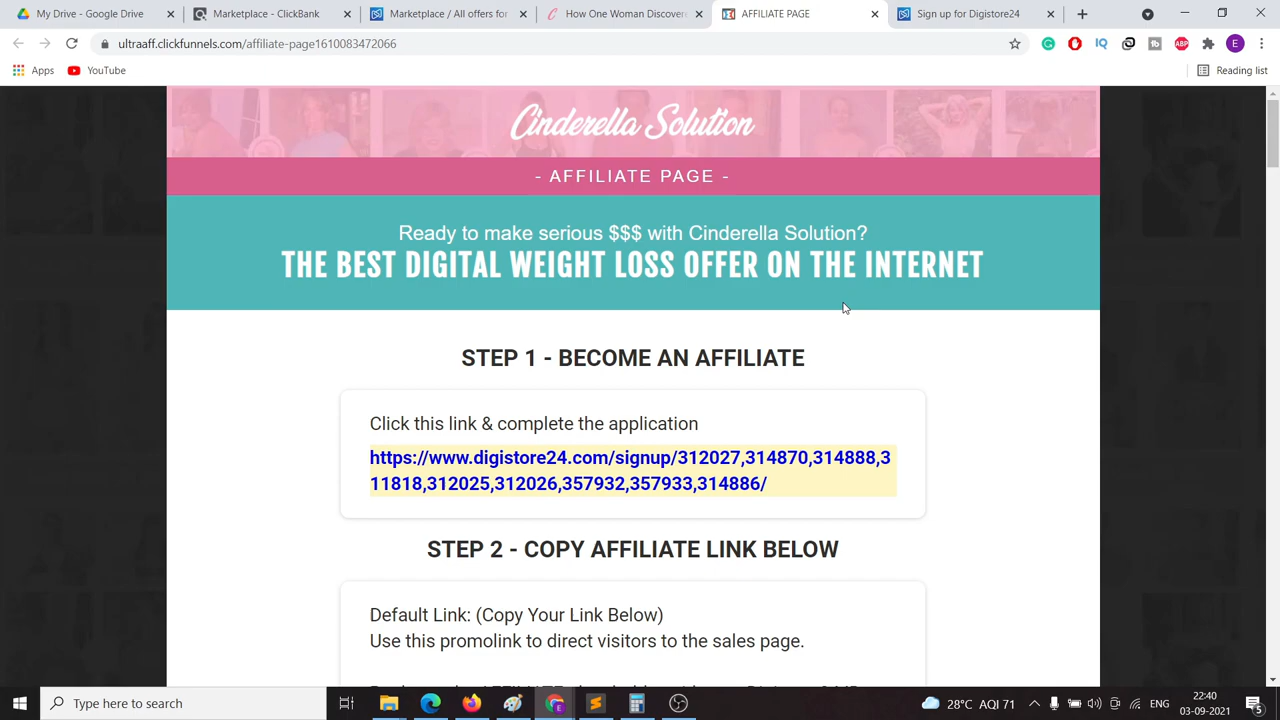 My Drive - Google Drive
Marketplace - ClickBank
Marketplace / All offers for
How One Woman Discover
AFFILIATE PAGE
Sign up for Digistore24
ultraaff.clickfunnels.com/affiliate-page1610083472066
IQ
ABP
E
Apps
YouTube
Reading list
Cinderella Solution
- AFFILIATE PAGE -
Ready to make serious $$$ with Cinderella Solution?
THE BEST DIGITAL WEIGHT LOSS OFFER ON THE INTERNET
STEP 1 - BECOME AN AFFILIATE
Click this link & complete the application
https://www.digistore24.com/signup/312027,314870,314888,3
11818,312025,312026,357932,357933,314886/
STEP 2 - COPY AFFILIATE LINK BELOW
Default Link: (Copy Your Link Below)
Use this promolink to direct visitors to the sales page.
Type here to search
28°C AQI 71
ENG
22:40
03-09-2021
5